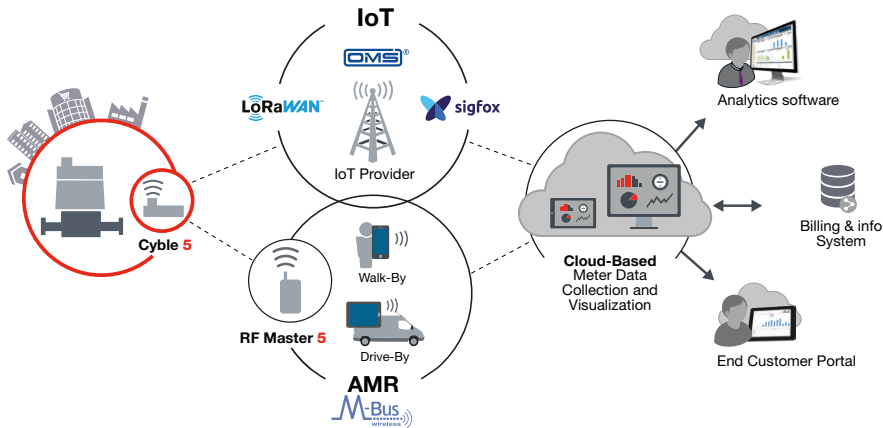 IoT
OMS®
LoRaWAN™
sigfox
IoT Provider
Cyble 5
Walk-By
RF Master 5
Drive-By
AMR
M-Bus
wireless
Cloud-Based
Meter Data
Collection and
Visualization
Analytics software
Billing & info
System
End Customer Portal